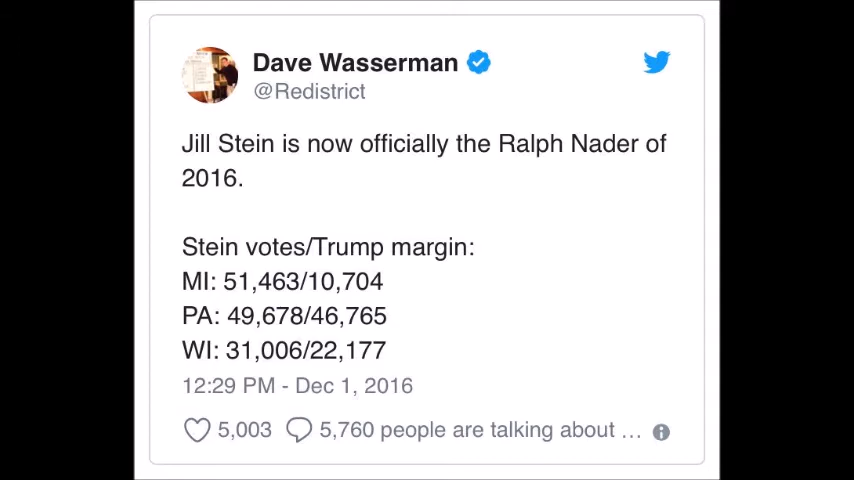 Dave Wasserman
@Redistrict
Jill Stein is now officially the Ralph Nader of
2016.
Stein votes/Trump margin:
MI: 51,463/10,704
PA: 49,678/46,765
WI: 31,006/22,177
12:29 PM - Dec 1, 2016
5,003 5,760 people are talking about ...